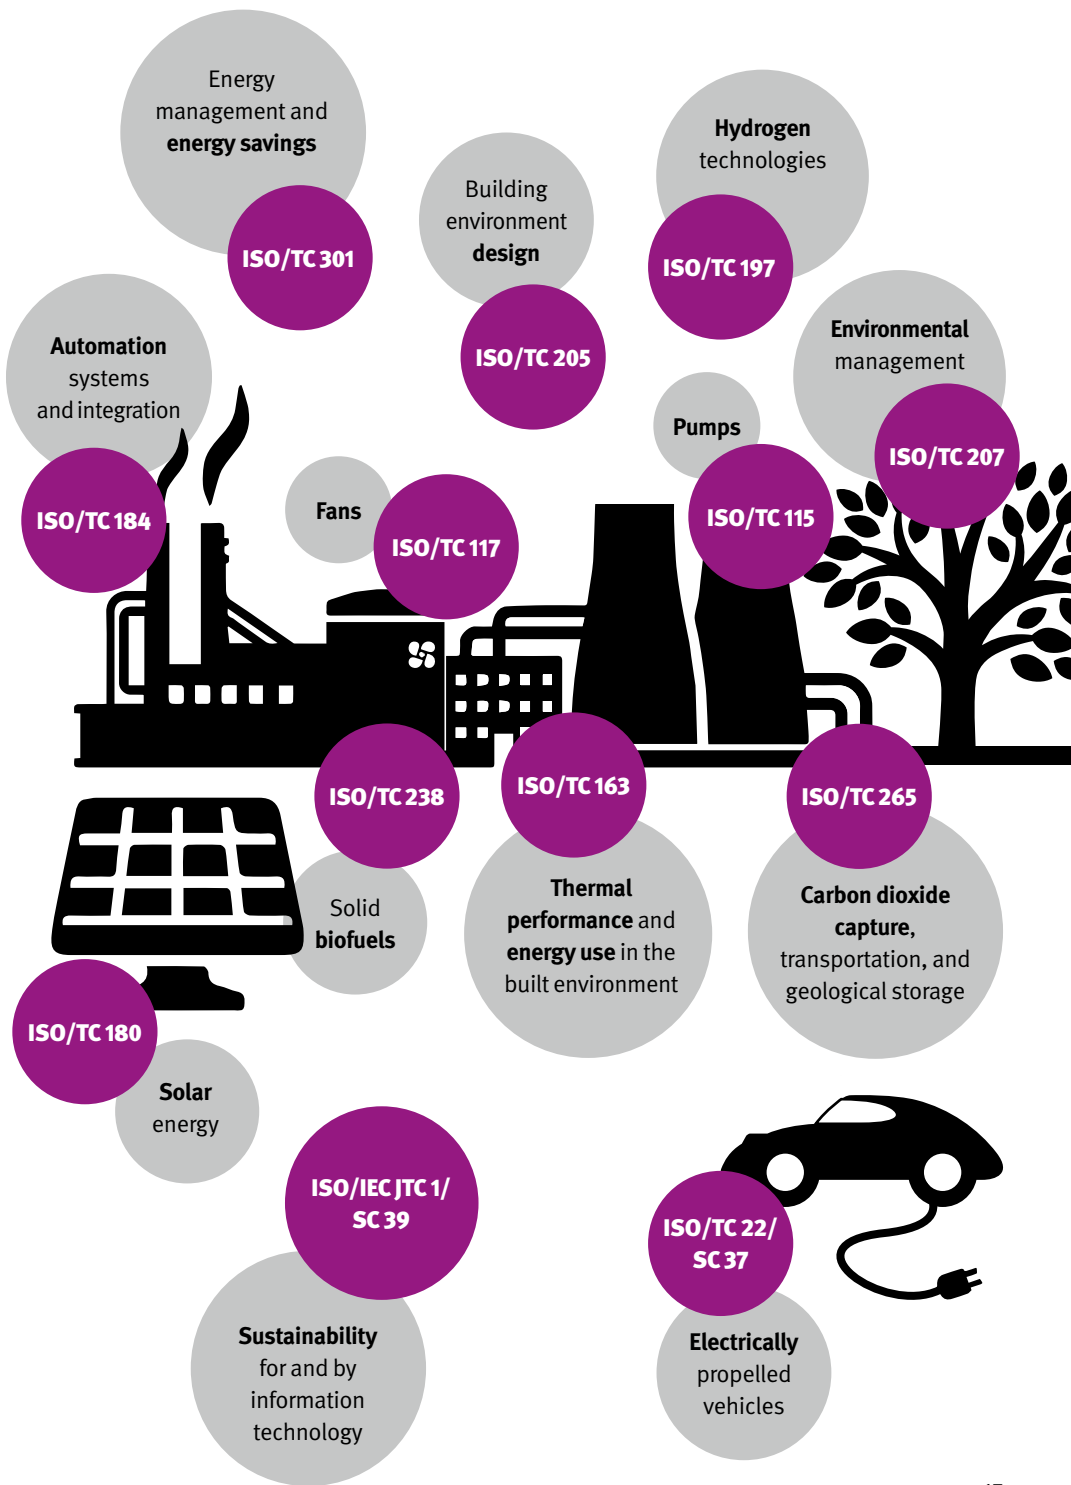 Energy
management and
energy savings
ISO/TC 301
Building
environment
design
ISO/TC 205
Hydrogen
technologies
ISO/TC 197
Automation
systems
and integration
ISO/TC 184
Environmental
management
ISO/TC 207
Fans
ISO/TC 117
Pumps
ISO/TC 115
ISO/TC 238
Solid
biofuels
ISO/TC 163
Thermal
performance and
energy use in the
built environment
ISO/TC 265
Carbon dioxide
capture,
transportation, and
geological storage
ISO/TC 180
Solar
energy
ISO/IEC JTC 1/
SC 39
Sustainability
for and by
information
technology
ISO/TC 22/
SC 37
Electrically
propelled
vehicles